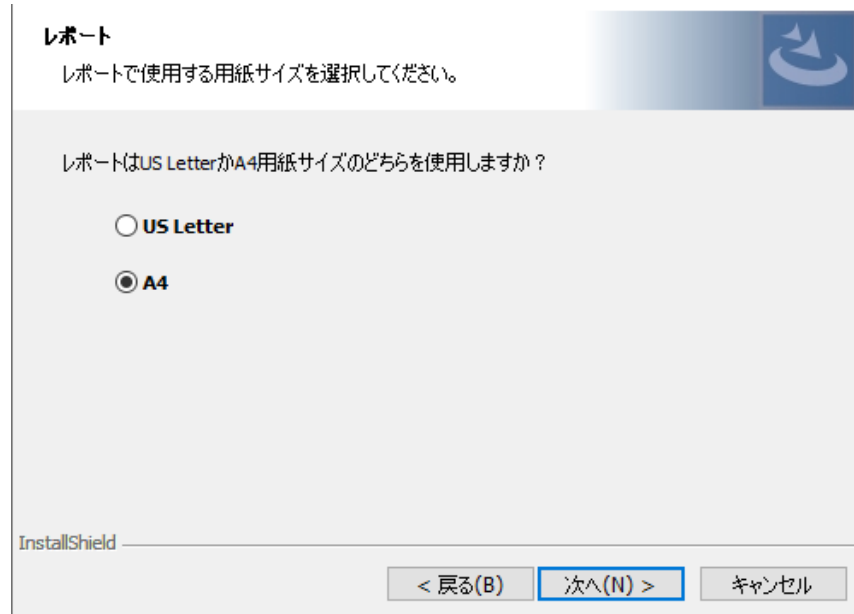 レポート
レポートで使用する用紙サイズを選択してください。
レポートはUS LetterかA4用紙サイズのどちらを使用しますか？
US Letter
A4
InstallShield
< 戻る(B)
次へ(N) >
キャンセル